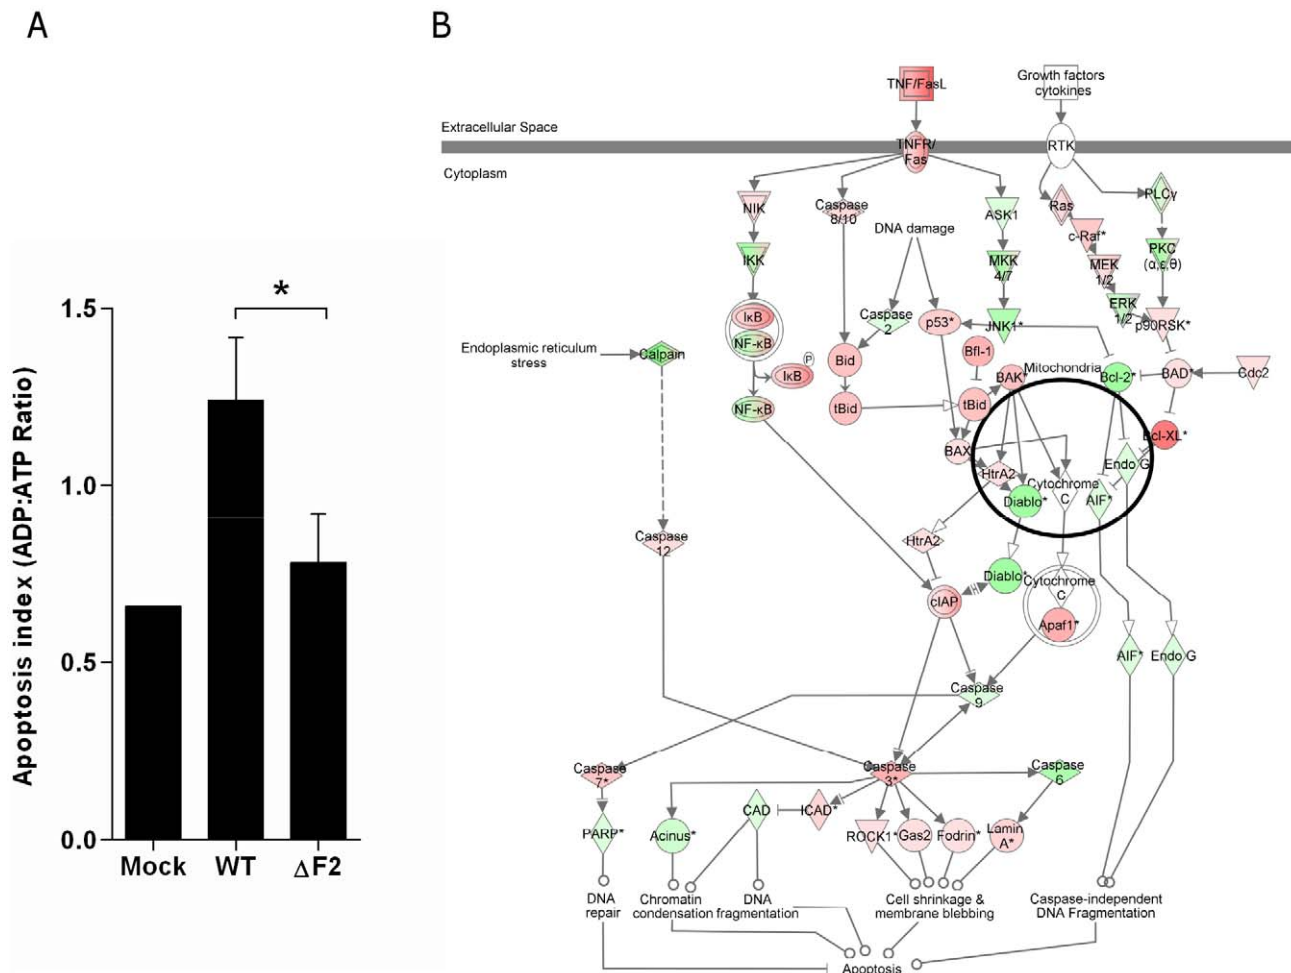 A
B
*
Apoptosis index (ADP:ATP Ratio)
1.5
1.0
0.5
0.0
Mock
WT
ΔF2
TNF/FasL
Growth factors
cytokines
Extracellular Space
TNFR/
Fas
RTK
Cytoplasm
NIK
Caspase
8/10
ASK1
Ras
PLCγ
c-Raf*
DNA damage
IKK
MKK
4/7
MEK
1/2
PKC
(α,ε,θ)
ERK
1/2
p90RSK*
IκB
NF-κB
Caspase
2
p53*
JNK1*
Endoplasmic reticulum
stress
Calpain
P
IκB
Bid
Bfl-1
BAK*
Mitochondria
Bcl-2*
BAD*
Cdc2
NF-κB
tBid
tBid
BAX
Bcl-XL*
Endo G
HtrA2
Diablo*
Cytochrome
C
AIF*
Caspase
12
HtrA2
Diablo*
Cytochrome
C
cIAP
Apaf1*
AIF*
Endo G
Caspase
9
Caspase
7*
Caspase
3*
Caspase
6
PARP*
Acinus*
CAD
ICAD*
ROCK1*
Gas2
Fodrin*
Lamin
A*
DNA
repair
Chromatin
condensation
DNA
fragmentation
Cell shrinkage &
membrane blebbing
Caspase-independent
DNA Fragmentation
Apoptosis